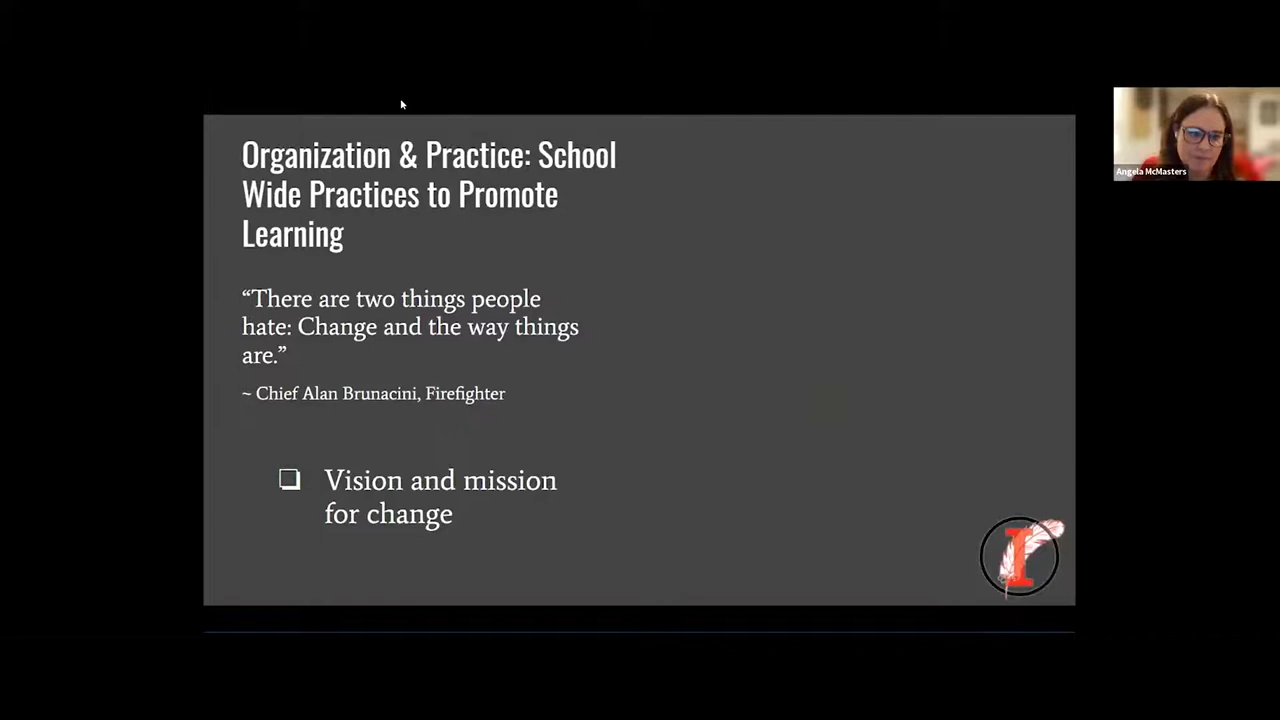 Organization & Practice: School
Wide Practices to Promote
Learning
“There are two things people
hate: Change and the way things
are.”
~ Chief Alan Brunacini, Firefighter
❏ Vision and mission
for change
I
Angela McMasters